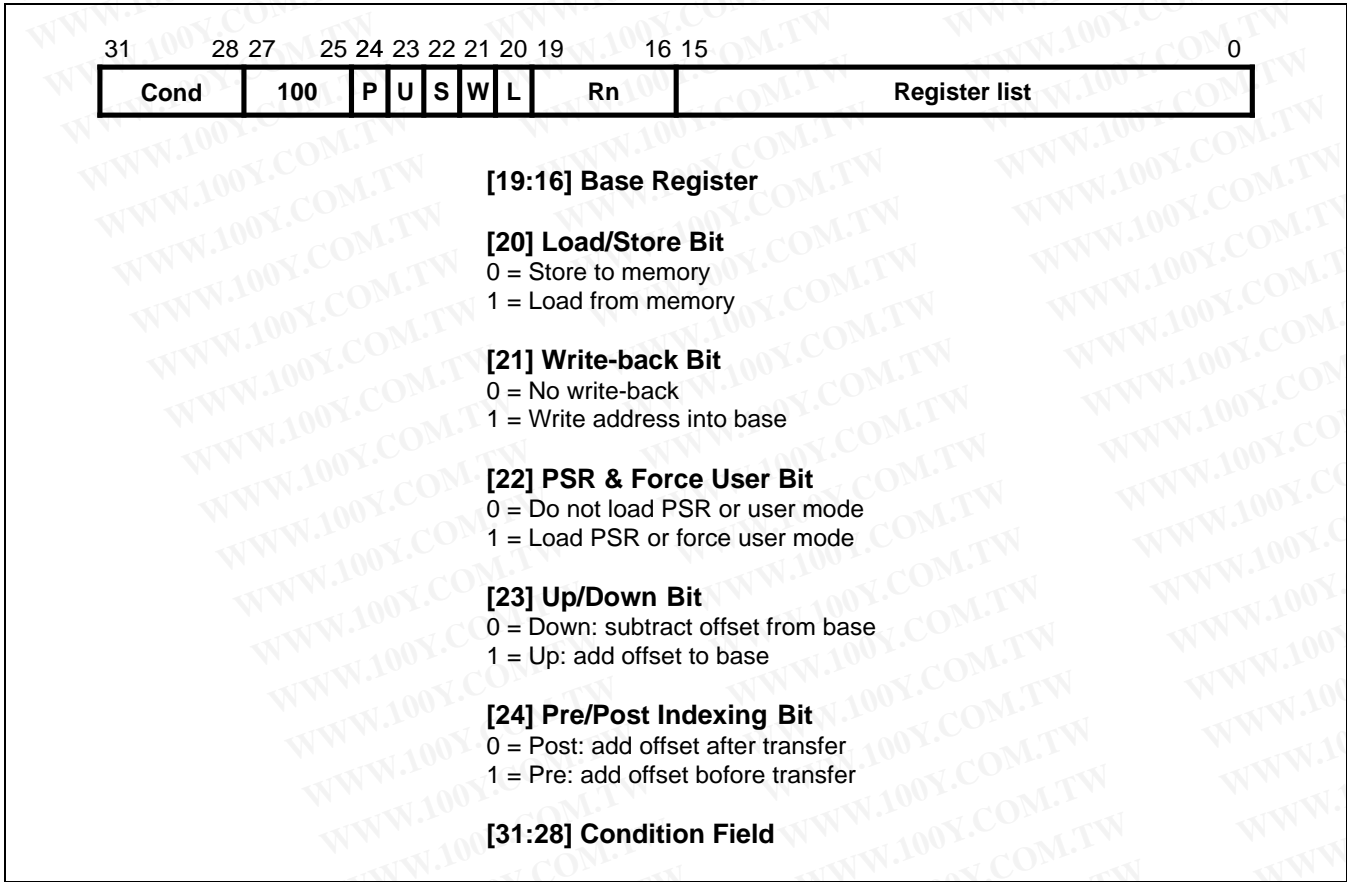 31 28 27 25 24 23 22 21 20 19 16 15 0
Cond 100 P U S W L Rn Register list
[19:16] Base Register
[20] Load/Store Bit
0 = Store to memory
1 = Load from memory
[21] Write-back Bit
0 = No write-back
1 = Write address into base
[22] PSR & Force User Bit
0 = Do not load PSR or user mode
1 = Load PSR or force user mode
[23] Up/Down Bit
0 = Down: subtract offset from base
1 = Up: add offset to base
[24] Pre/Post Indexing Bit
0 = Post: add offset after transfer
1 = Pre: add offset bofore transfer
[31:28] Condition Field
WWW.100Y.COM.TW